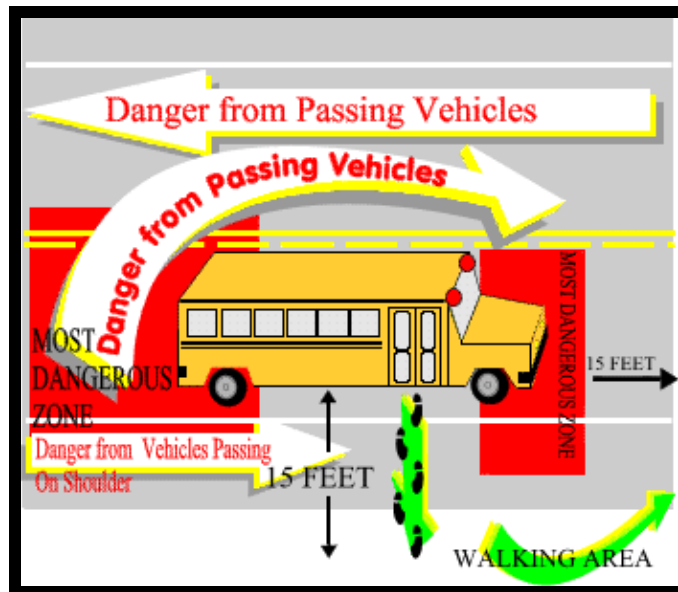 Danger from Passing Vehicles
Danger from Passing Vehicles
MOST DANGEROUS ZONE
MOST
DANGEROUS
ZONE
15 FEET
Danger from Vehicles Passing
On Shoulder
15 FEET
WALKING AREA